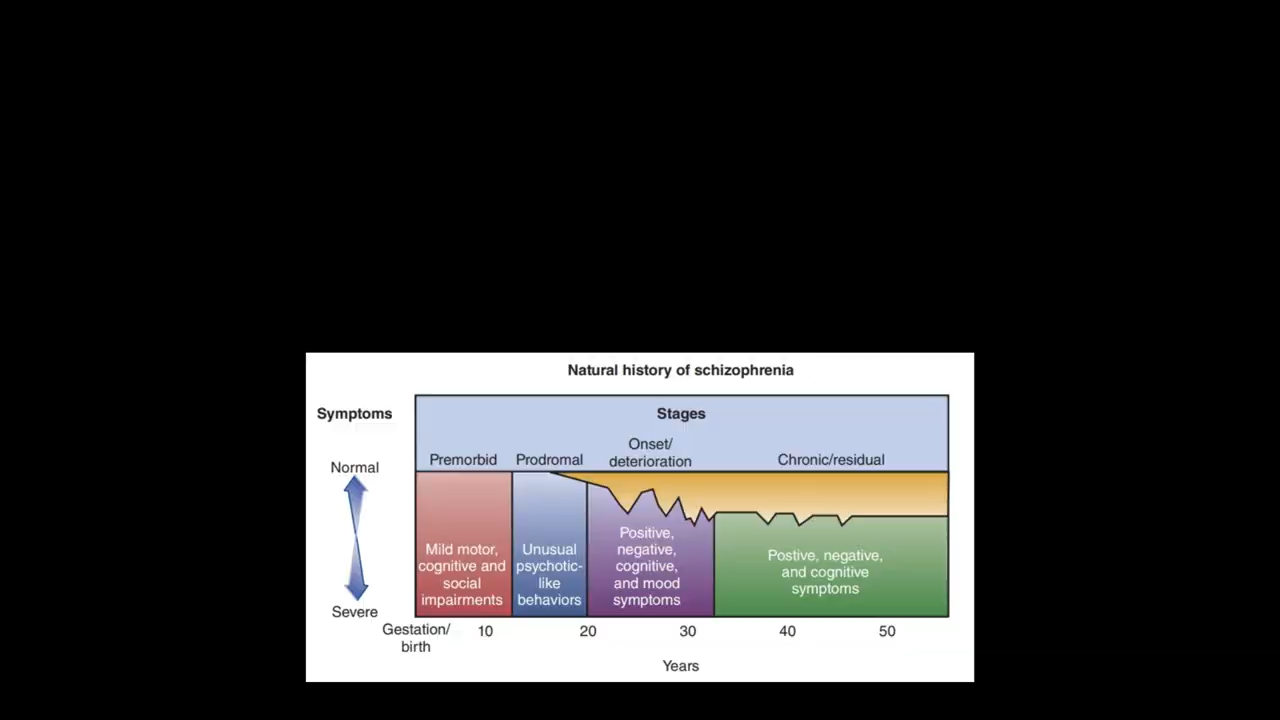 Natural history of schizophrenia
Symptoms
Stages
Premorbid
Prodromal
Onset/
deterioration
Chronic/residual
Normal
Severe
Mild motor,
cognitive and
social
impairments
Unusual
psychotic-
like
behaviors
Positive,
negative,
cognitive,
and mood
symptoms
Postive, negative,
and cognitive
symptoms
Gestation/
birth
10
20
30
40
50
Years